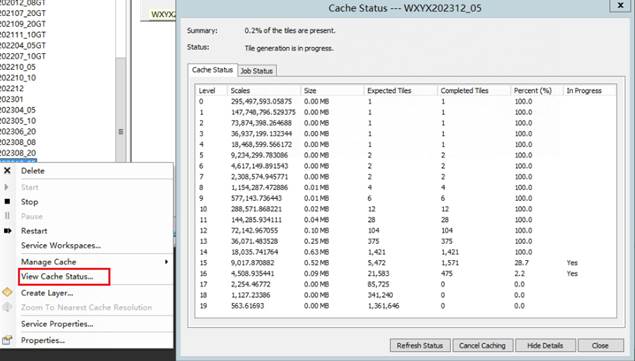 202012_08GT
202107_20GT
202109_20GT
202111_10GT
202204_05GT
202207_10GT
202210_05
202210_10
202212
202301
202304_05
202305_10
202306_20
202308_08
202308_20
Delete
Start
Stop
Pause
Restart
Service Workspaces...
Manage Cache
View Cache Status...
Create Layer...
Zoom To Nearest Cache Resolution
Service Properties...
Properties...
WXYX20231
Cache Status --- WXYX202312_05
Summary: 0.2% of the tiles are present.
Status: Tile generation is in progress.
Cache Status Job Status
Level Scales Size Expected Tiles Completed Tiles Percent (%) In Progress
0 295,497,593.05875 0.00 MB 1 1 100.0
1 147,748,796.529375 0.00 MB 1 1 100.0
2 73,874,398.264688 0.00 MB 1 1 100.0
3 36,937,199.132344 0.00 MB 1 1 100.0
4 18,468,599.566172 0.00 MB 1 1 100.0
5 9,234,299.783086 0.00 MB 2 2 100.0
6 4,617,149.891543 0.00 MB 2 2 100.0
7 2,308,574.945771 0.00 MB 2 2 100.0
8 1,154,287.472886 0.01 MB 4 4 100.0
9 577,143.736443 0.01 MB 6 6 100.0
10 288,571.868221 0.02 MB 12 12 100.0
11 144,285.934111 0.04 MB 28 28 100.0
12 72,142.967055 0.10 MB 104 104 100.0
13 36,071.483528 0.25 MB 375 375 100.0
14 18,035.741764 0.63 MB 1,421 1,421 100.0
15 9,017.870882 0.52 MB 5,472 1,571 28.7 Yes
16 4,508.935441 0.09 MB 21,583 475 2.2 Yes
17 2,254.46772 0.00 MB 85,725 0 0.0
18 1,127.23386 0.00 MB 341,240 0 0.0
19 563.61693 0.00 MB 1,361,646 0 0.0
Refresh Status Cancel Caching Hide Details Close